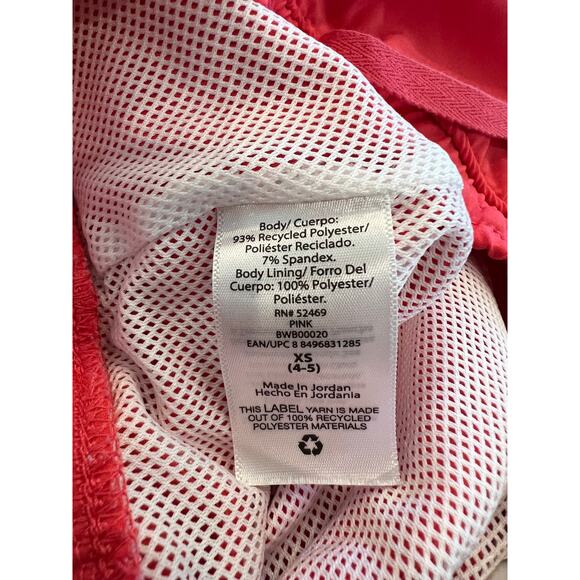 Body/ Cuerpo:
93% Recycled Polyester/
Poliéster Reciclado.
7% Spandex.
Body Lining/ Forro Del
Cuerpo: 100% Polyester/
Poliéster.
RN# 52469
PINK
BWB00020
EAN/UPC 8 8496831285
XS
(4-5)
Made In Jordan
Hecho En Jordania
THIS LABEL YARN IS MADE
OUT OF 100% RECYCLED
POLYESTER MATERIALS